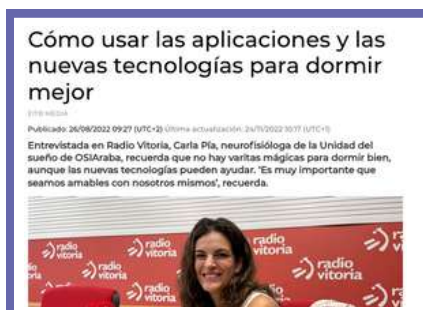 Cómo usar las aplicaciones y las
nuevas tecnologías para dormir
mejor
EITB MEDIA
Publicado: 26/08/2022 09:27 (UTC+2) Última actualización: 24/11/2022 10:17 (UTC+1)
Entrevistada en Radio Vitoria, Carla Pía, neurofisióloga de la Unidad del
sueño de OSIAraba, recuerda que no hay varitas mágicas para dormir bien,
aunque las nuevas tecnologías pueden ayudar. 'Es muy importante que
seamos amables con nosotros mismos', recuerda.
radio vitoria
radio vitoria
radio vitoria
radio vitoria
radio vitoria
radio vitoria